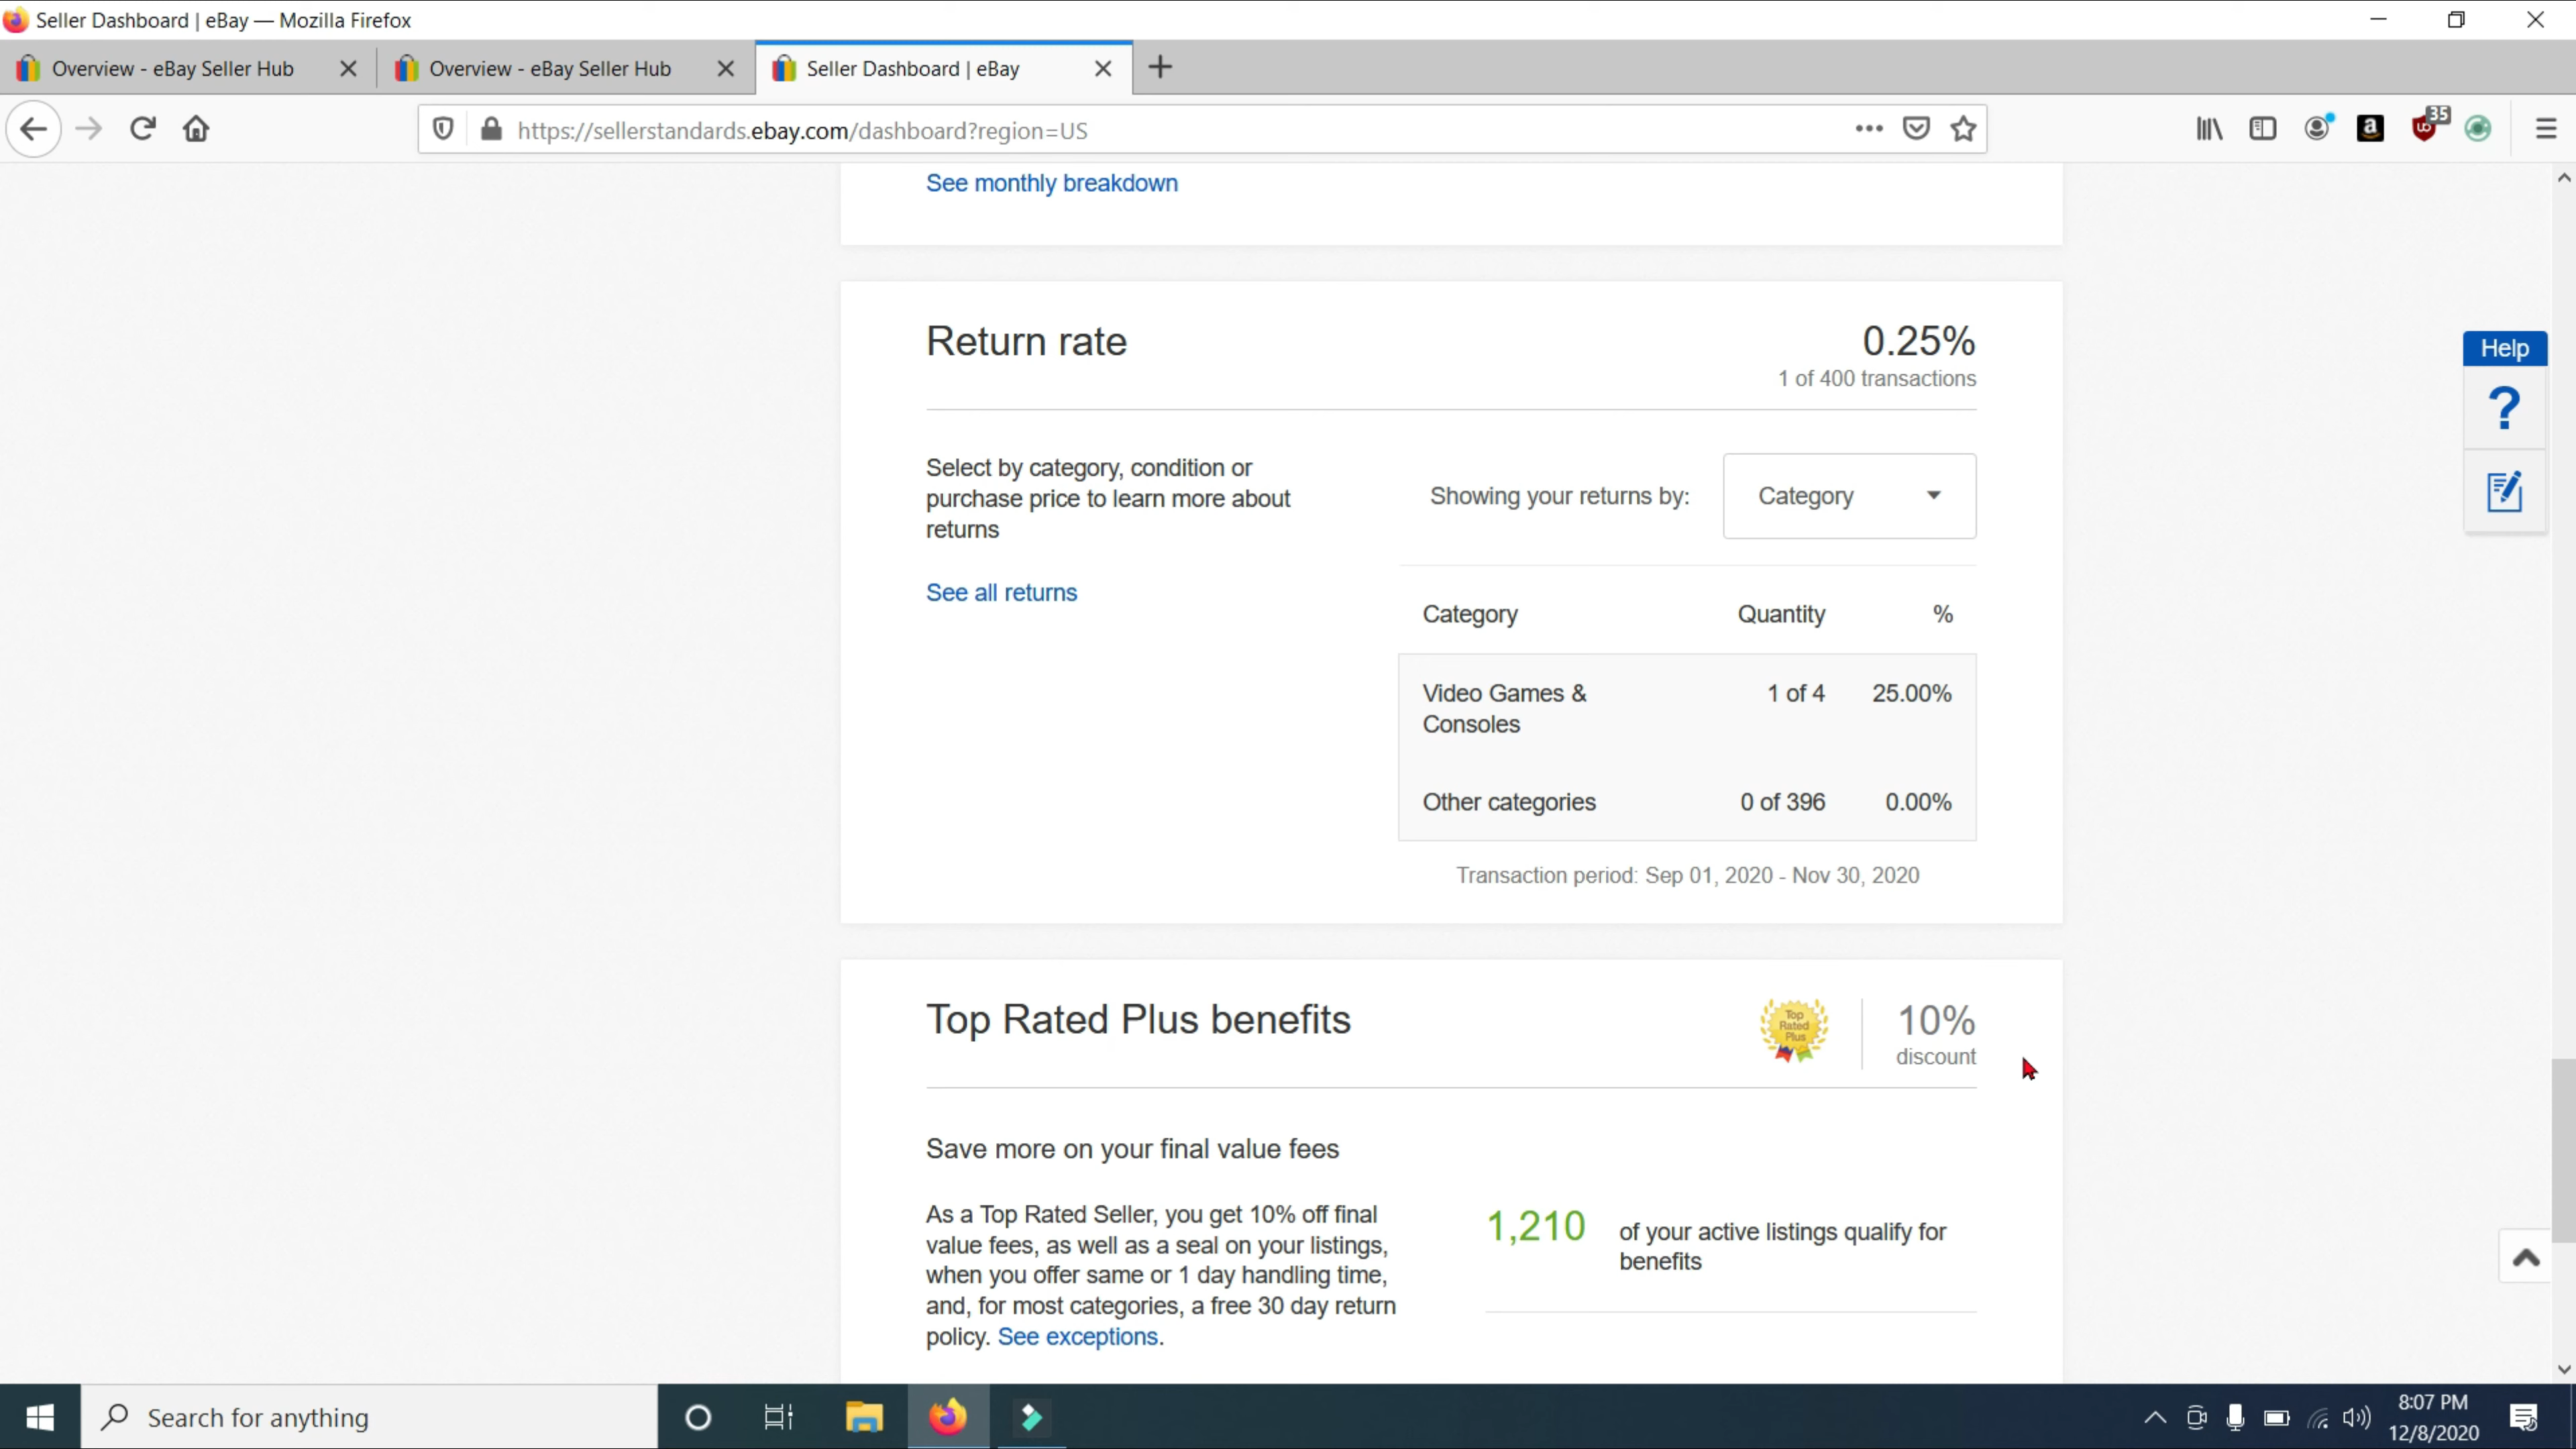 Seller Dashboard | eBay — Mozilla Firefox
Overview - eBay Seller Hub
Overview - eBay Seller Hub
Seller Dashboard | eBay
https://sellerstandards.ebay.com/dashboard?region=US
35
See monthly breakdown
Return rate
0.25%
1 of 400 transactions
Help
?
Select by category, condition or
purchase price to learn more about
returns
Showing your returns by:
Category
See all returns
Category Quantity %
Video Games &
Consoles
1 of 4 25.00%
Other categories 0 of 396 0.00%
Transaction period: Sep 01, 2020 - Nov 30, 2020
Top Rated Plus benefits
Top
Rated
Plus
10%
discount
Save more on your final value fees
As a Top Rated Seller, you get 10% off final
value fees, as well as a seal on your listings,
when you offer same or 1 day handling time,
and, for most categories, a free 30 day return
policy. See exceptions.
1,210
of your active listings qualify for
benefits
Search for anything
8:07 PM
12/8/2020